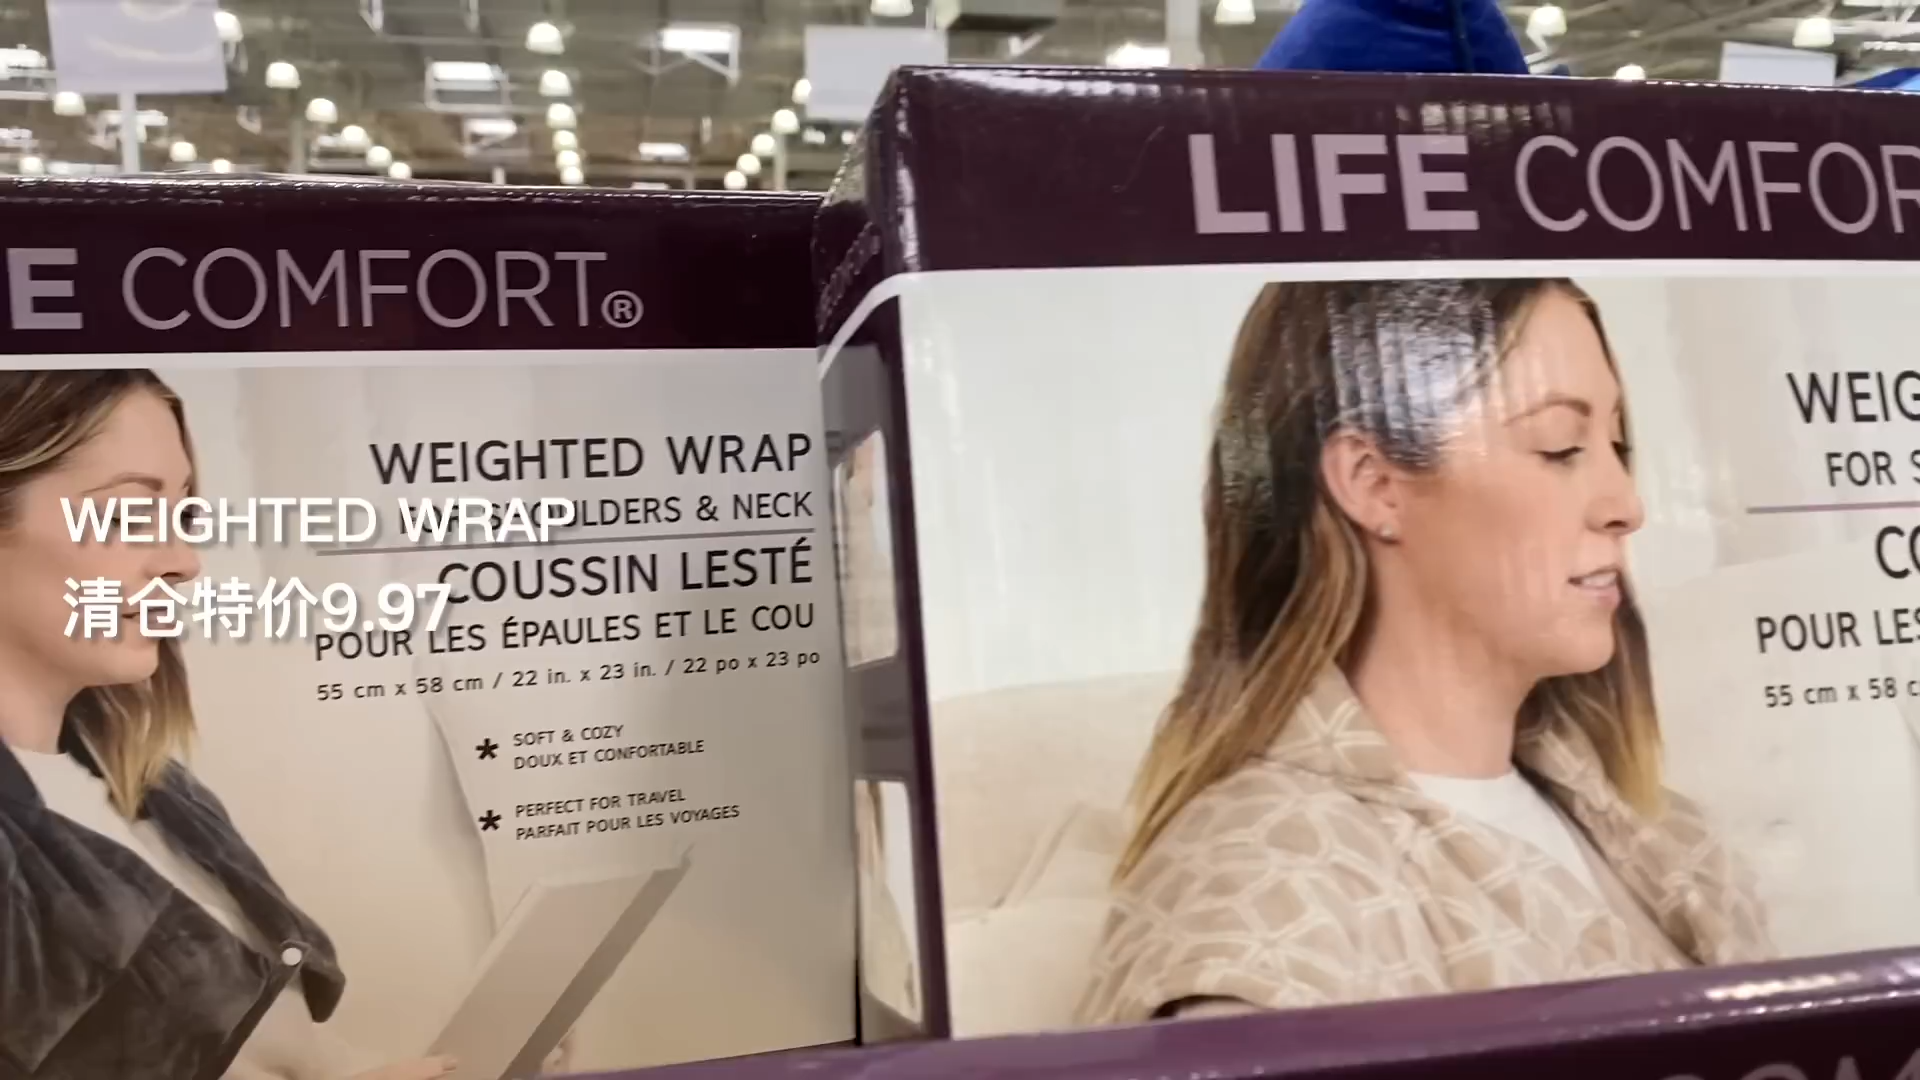 E COMFORT®
WEIGHTED WRAP
FOR SHOULDERS & NECK
COUSSIN LESTÉ
POUR LES ÉPAULES ET LE COU
55 cm x 58 cm / 22 in. x 23 in. / 22 po x 23 po
* SOFT & COZY
DOUX ET CONFORTABLE
* PERFECT FOR TRAVEL
PARFAIT POUR LES VOYAGES
WEIGHTED WRAP
清仓特价9.97
LIFE COMFOR
WEIG
FOR S
CO
POUR LES
55 cm x 58 c